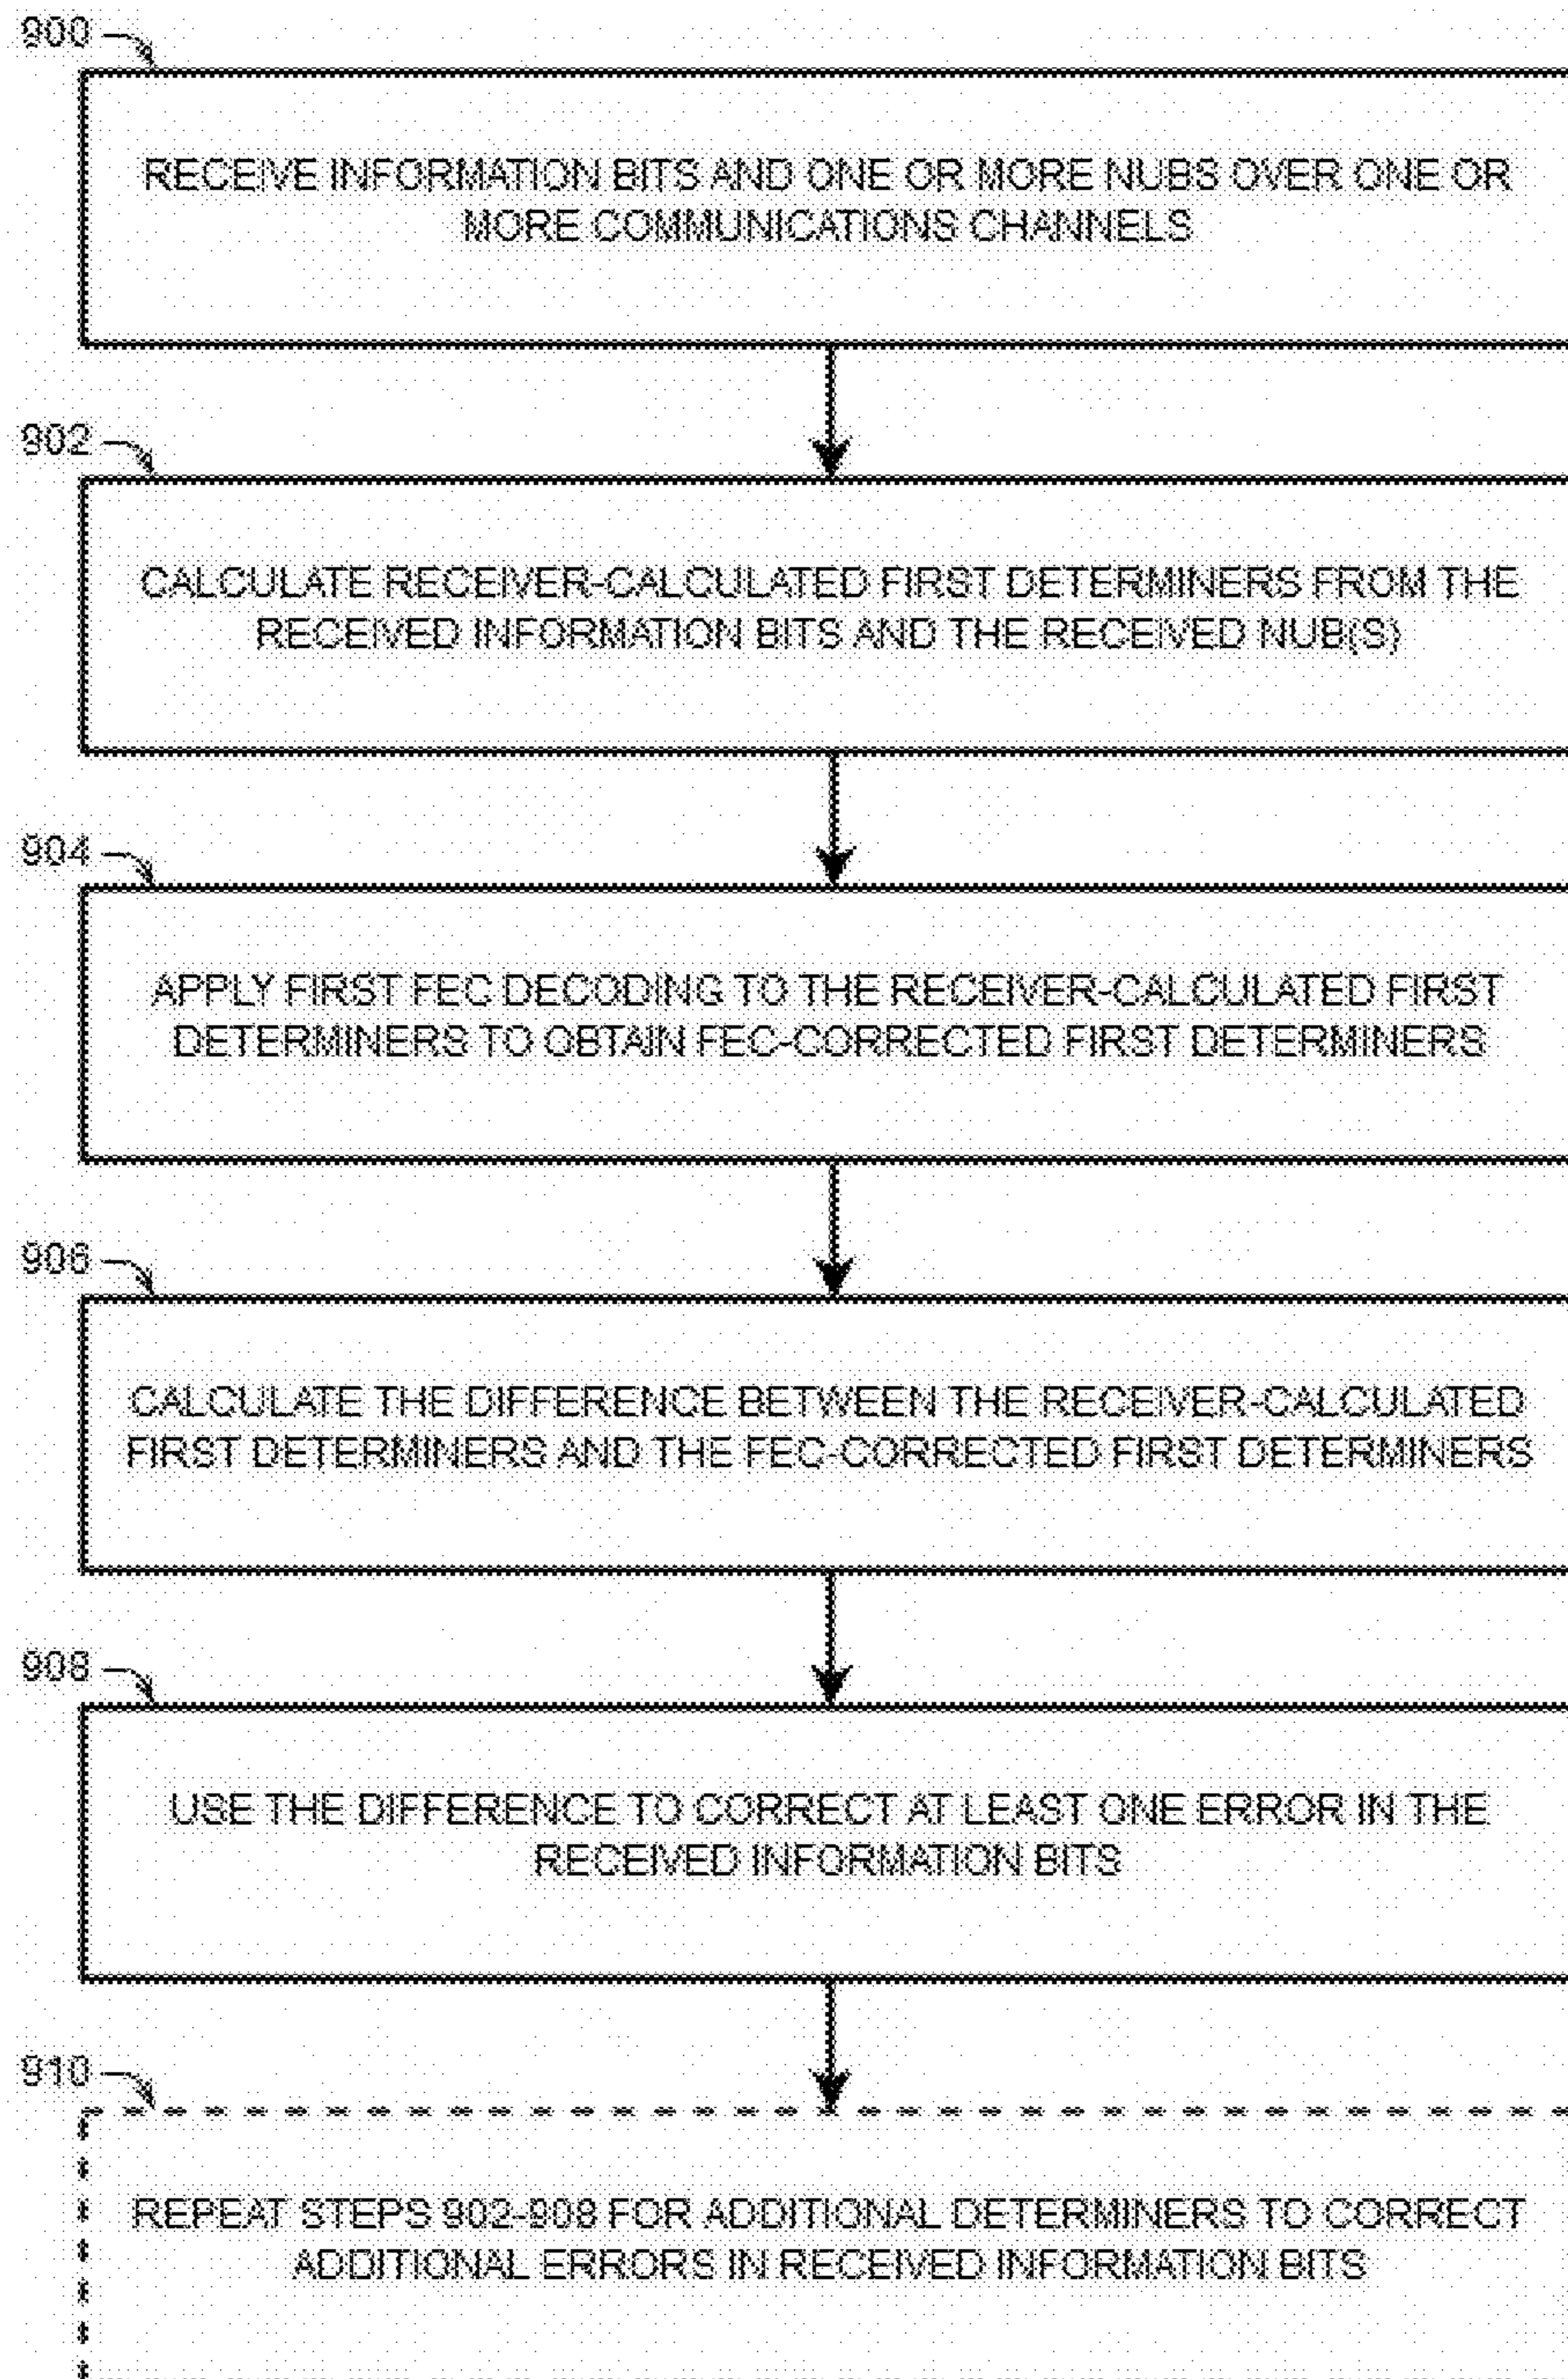 900
RECEIVE INFORMATION BITS AND ONE OR MORE NUBS OVER ONE OR
MORE COMMUNICATIONS CHANNELS
902
CALCULATE RECEIVER-CALCULATED FIRST DETERMINERS FROM THE
RECEIVED INFORMATION BITS AND THE RECEIVED NUB(S)
904
APPLY FIRST FEC DECODING TO THE RECEIVER-CALCULATED FIRST
DETERMINERS TO OBTAIN FEC-CORRECTED FIRST DETERMINERS
906
CALCULATE THE DIFFERENCE BETWEEN THE RECEIVER-CALCULATED
FIRST DETERMINERS AND THE FEC-CORRECTED FIRST DETERMINERS
908
USE THE DIFFERENCE TO CORRECT AT LEAST ONE ERROR IN THE
RECEIVED INFORMATION BITS
910
REPEAT STEPS 902-908 FOR ADDITIONAL DETERMINERS TO CORRECT
ADDITIONAL ERRORS IN RECEIVED INFORMATION BITS